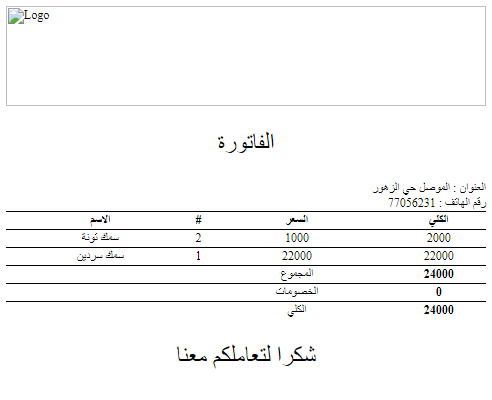 Logo
الفاتورة
العنوان : الموصل حي الزهور
رقم الهاتف : 77056231
الاسم # السعر الكلي
سمك تونة 2 1000 2000
سمك سردين 1 22000 22000
المجموع 24000
الخصومات 0
الكلي 24000
شكرا لتعاملكم معنا